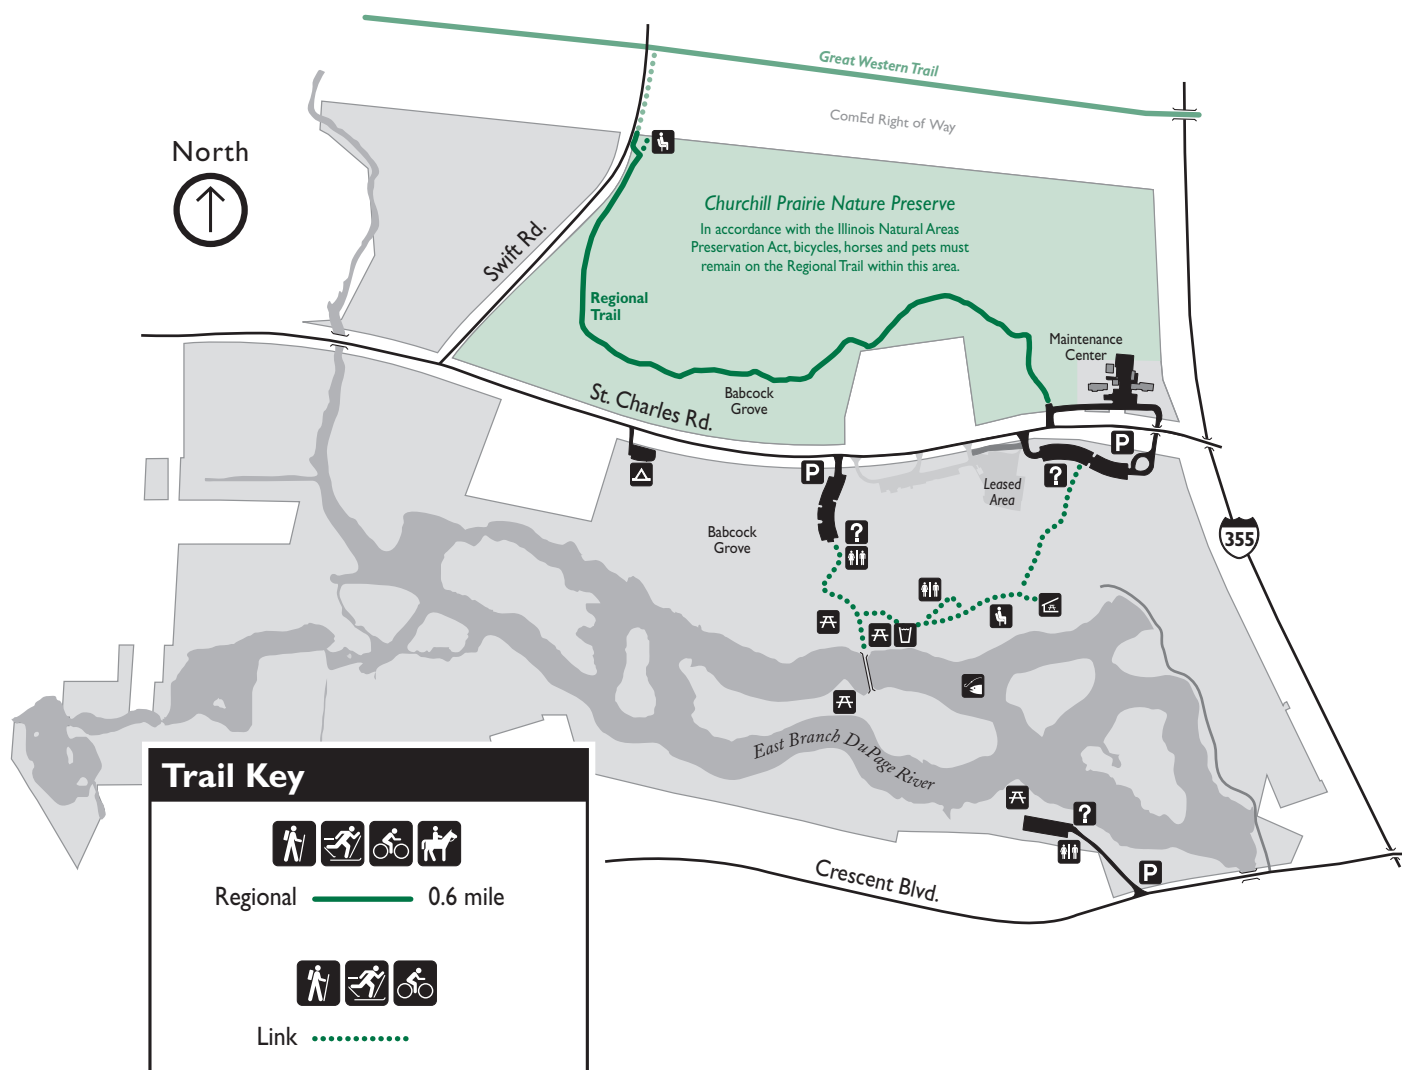 Great Western Trail
ComEd Right of Way
North
Churchill Prairie Nature Preserve
In accordance with the Illinois Natural Areas
Preservation Act, bicycles, horses and pets must
remain on the Regional Trail within this area.
Swift Rd.
Regional
Trail
Maintenance
Center
Babcock
Grove
St. Charles Rd.
P
P
?
Leased
Area
Babcock
Grove
?
355
East Branch DuPage River
?
P
Crescent Blvd.
Trail Key
Regional 0.6 mile
Link